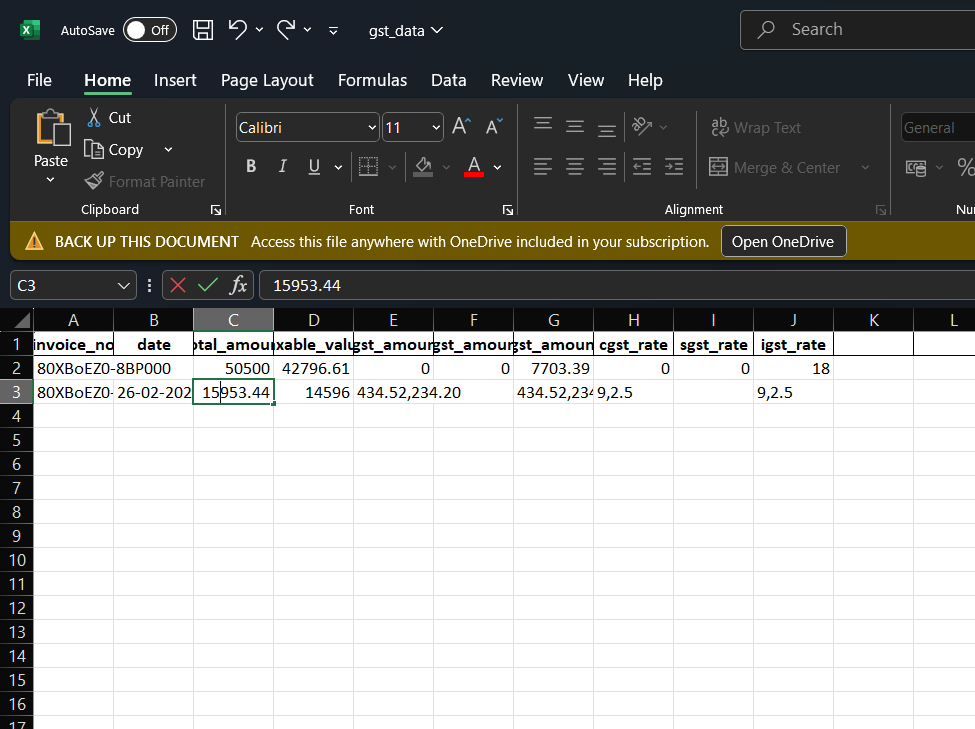 AutoSave Off gst_data Search
File Home Insert Page Layout Formulas Data Review View Help
Paste Cut Calibri 11 A A Wrap Text General
Copy B I U A Merge & Center %
Format Painter
Clipboard Font Alignment Nu
BACK UP THIS DOCUMENT Access this file anywhere with OneDrive included in your subscription. Open OneDrive
C3 fx 15953.44
A B C D E F G H I J K L
1 invoice_no date otal_amoun xable_valu gst_amoun gst_amoun gst_amoun cgst_rate sgst_rate igst_rate
2 80XBoEZ0-8BP000 50500 42796.61 0 0 7703.39 0 0 18
3 80XBoEZ0- 26-02-202 15953.44 14596 434.52,234.20 434.52,234 9,2.5 9,2.5
4
5
6
7
8
9
10
11
12
13
14
15
16
17